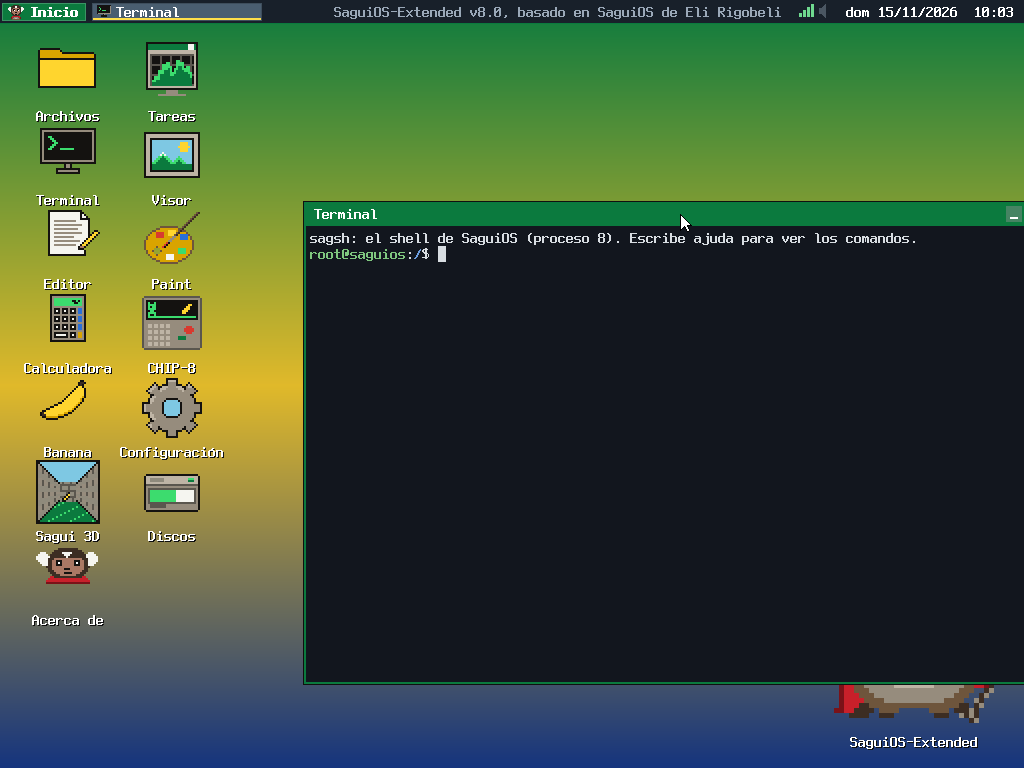 Inicio
Terminal
SaguiOS-Extended v8.0, basado en SaguiOS de Eli Rigobeli
dom 15/11/2026 10:03
Archivos
Tareas
Terminal
Visor
Editor
Paint
Calculadora
CHIP-8
Banana
Configuración
Sagui 3D
Discos
Acerca de
Terminal
sagsh: el shell de SaguiOS (proceso 8). Escribe ajuda para ver los comandos.
root@saguios:/$
SaguiOS-Extended